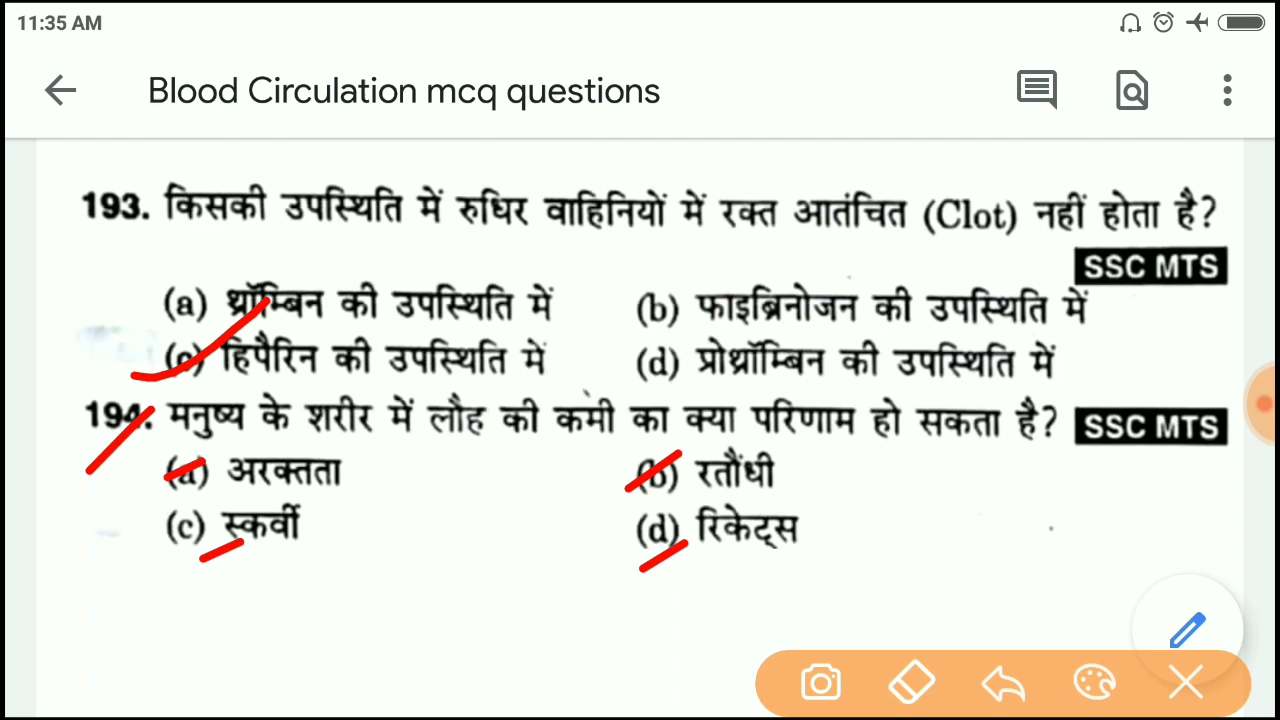 11:35 AM
Blood Circulation mcq questions
193. किसकी उपस्थिति में रुधिर वाहिनियों में रक्त आतंचित (Clot) नहीं होता है?
SSC MTS
(a) थ्रॉम्बिन की उपस्थिति में (b) फाइब्रिनोजन की उपस्थिति में
(c) हिपैरिन की उपस्थिति में (d) प्रोथ्रॉम्बिन की उपस्थिति में
194. मनुष्य के शरीर में लौह की कमी का क्या परिणाम हो सकता है? SSC MTS
(a) अरक्तता (b) रतौंधी
(c) स्कर्वी (d) रिकेट्स